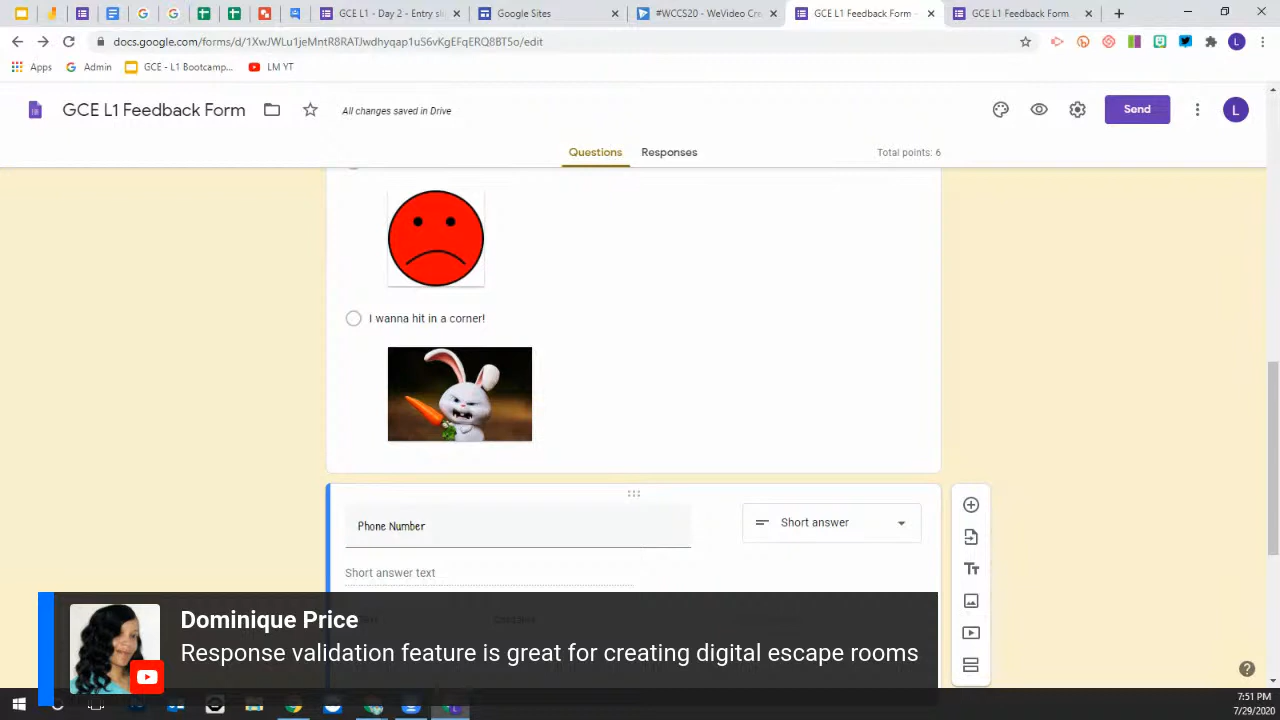 GCE L1 - Day 2 - Entry sk
Google Sites
#WCCS20 - WeVideo Cre
GCE L1 Feedback Form -
GCE L1 Feedback Form
docs.google.com/forms/d/1XwJWLu1jeMntR8RATJwdhyqap1uS6vKgEFqERQ8BT5o/edit
Apps
Admin
GCE - L1 Bootcamp...
LM YT
L
GCE L1 Feedback Form
All changes saved in Drive
Send
L
Questions
Responses
Total points: 6
I wanna hit in a corner!
Phone Number
Short answer
Short answer text
Tt
Dominique Price
Response validation feature is great for creating digital escape rooms
7:51 PM
7/29/2020